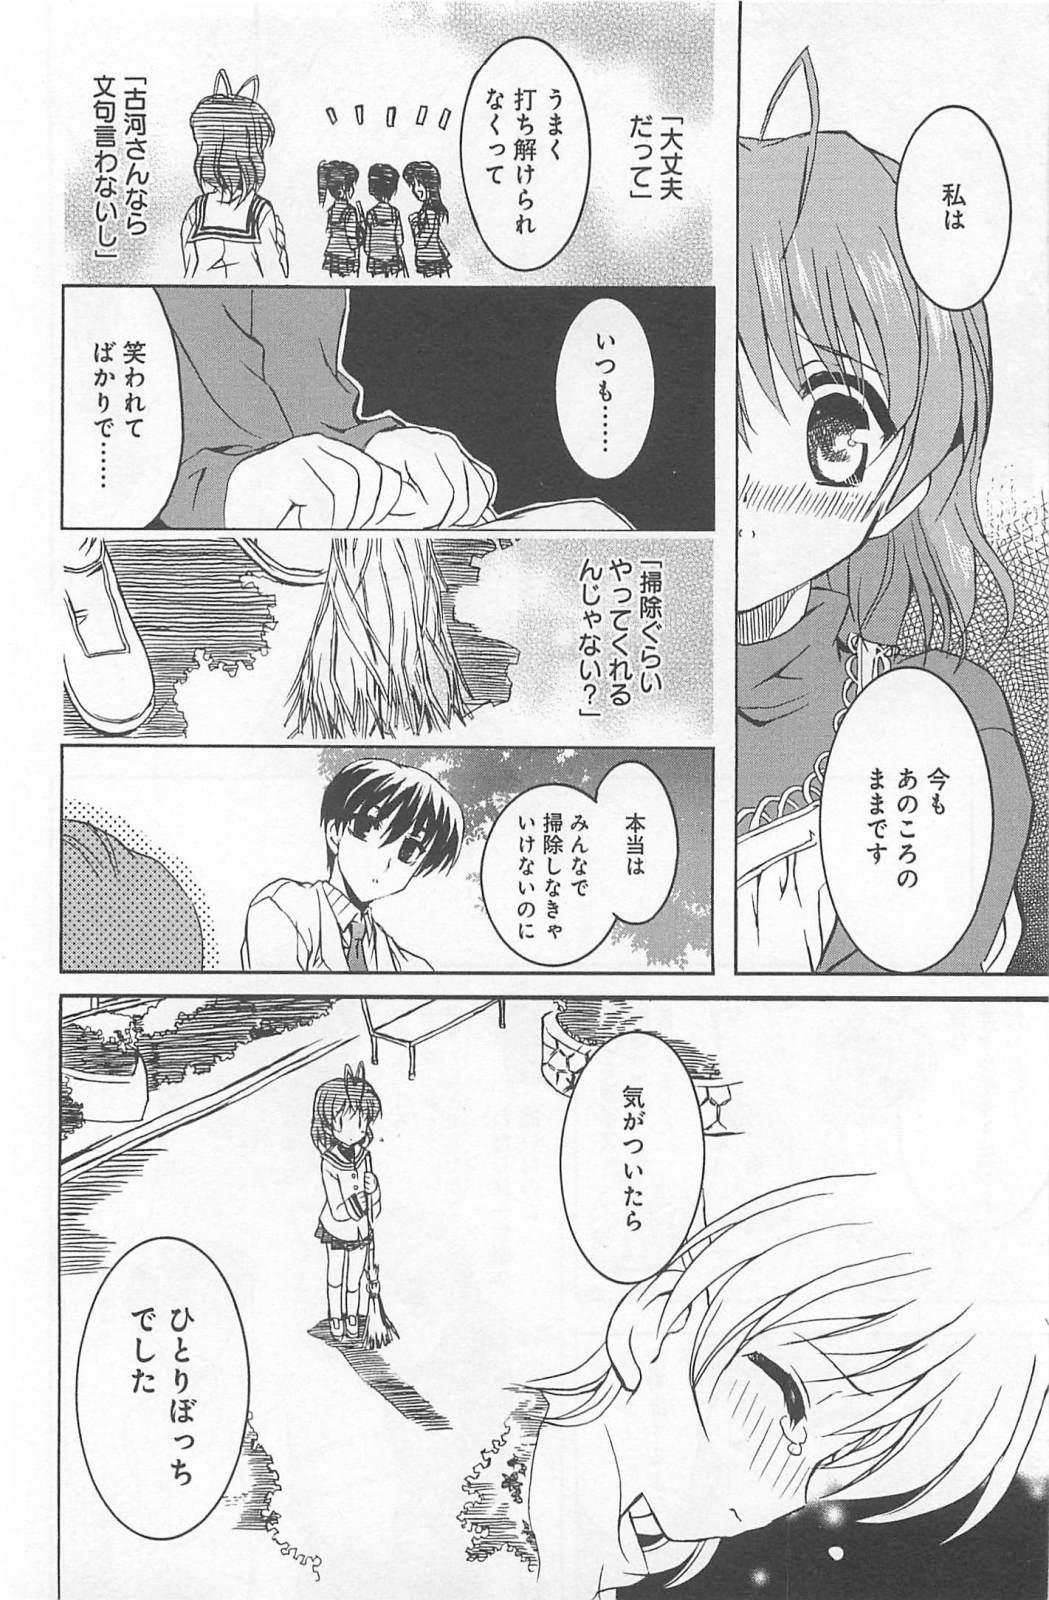 私は
今も
あのころの
ままです
「大丈夫
だって」
うまく
打ち解けられ
なくって
「古河さんなら
文句言わないし」
いつも……
笑われて
ばかりで……
「掃除ぐらい
やってくれる
んじゃない？」
本当は
みんなで
掃除しなきゃ
いけないのに
気がついたら
ひとりぼっち
でした